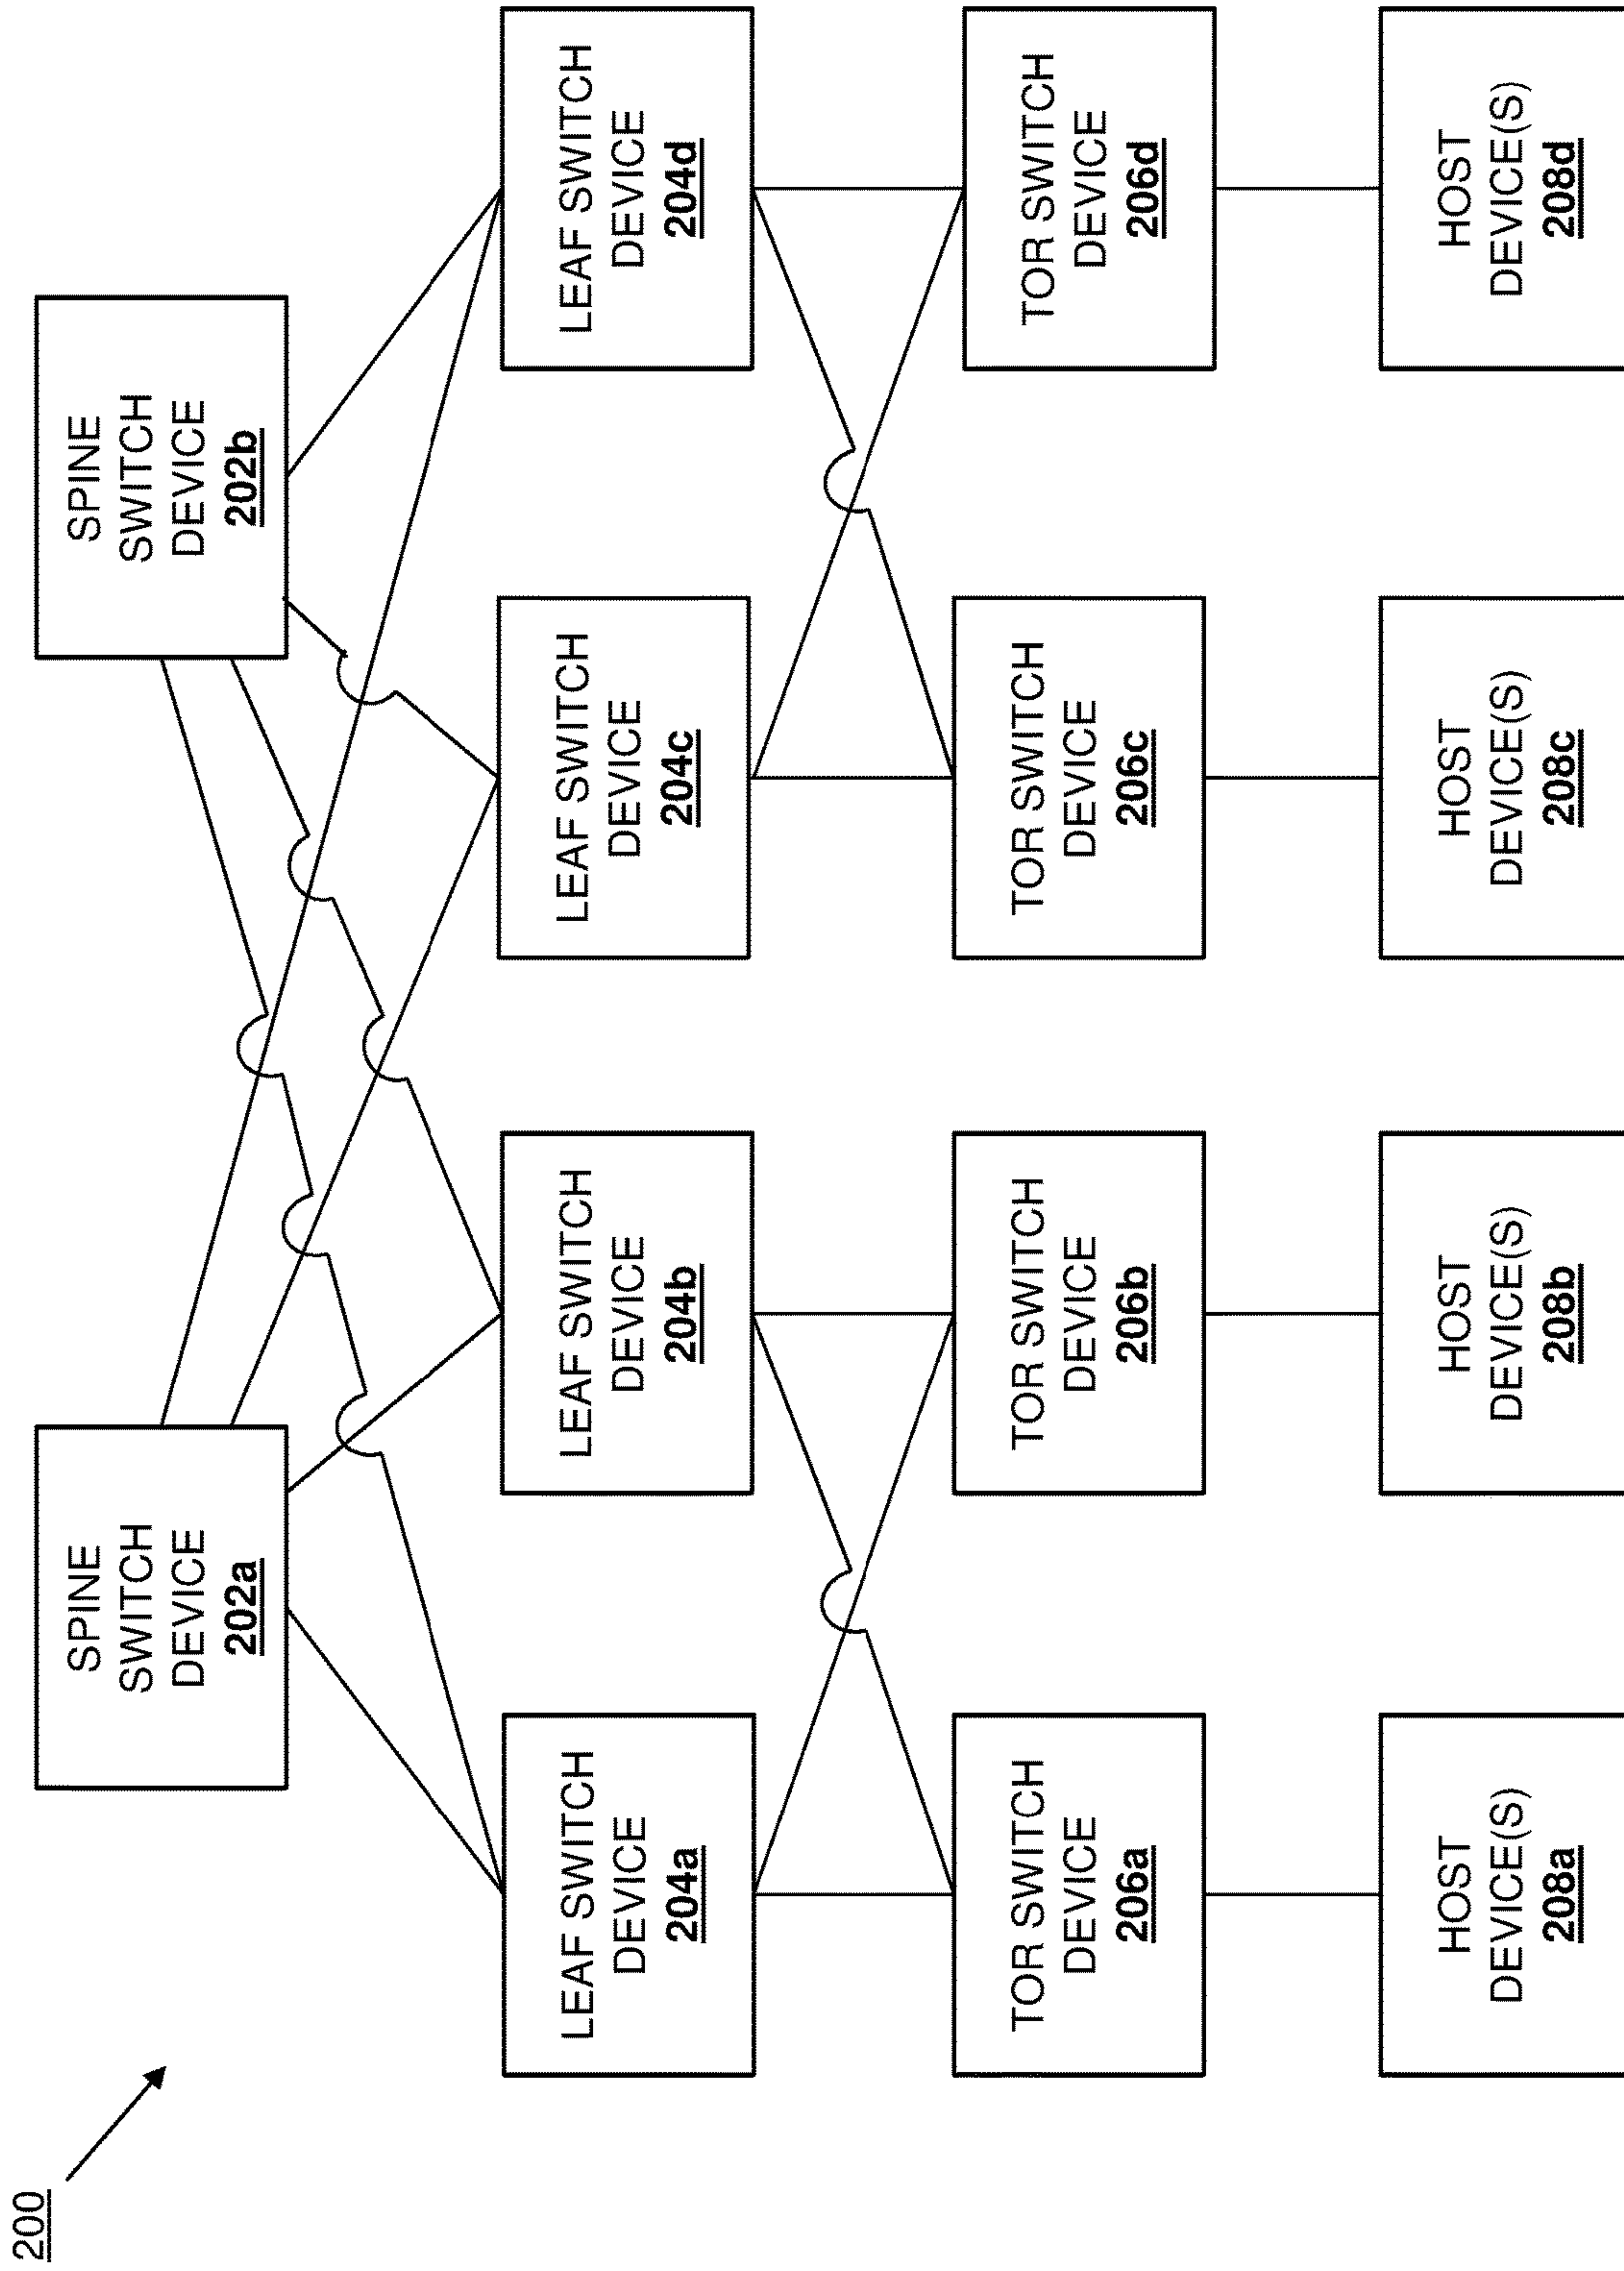 200
SPINE
SWITCH
DEVICE
202a
SPINE
SWITCH
DEVICE
202b
LEAF SWITCH
DEVICE
204a
LEAF SWITCH
DEVICE
204b
LEAF SWITCH
DEVICE
204c
LEAF SWITCH
DEVICE
204d
TOR SWITCH
DEVICE
206a
TOR SWITCH
DEVICE
206b
TOR SWITCH
DEVICE
206c
TOR SWITCH
DEVICE
206d
HOST
DEVICE(S)
208a
HOST
DEVICE(S)
208b
HOST
DEVICE(S)
208c
HOST
DEVICE(S)
208d